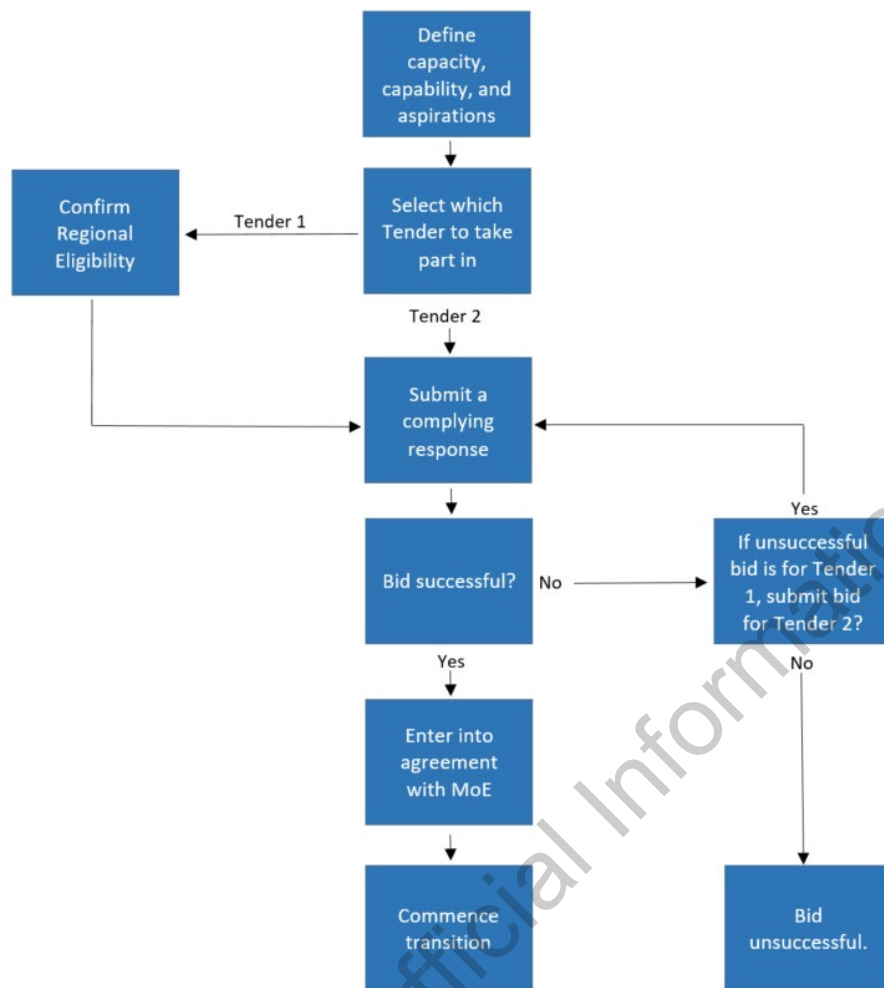 Define
capacity,
capability, and
aspirations
Confirm
Regional
Eligibility
Tender 1
Select which
Tender to take
part in
Tender 2
Submit a
complying
response
Bid successful?
No
Yes
If unsuccessful
bid is for Tender
1, submit bid
for Tender 2?
Yes
No
Enter into
agreement
with MoE
Commence
transition
Bid
unsuccessful.
Official Information